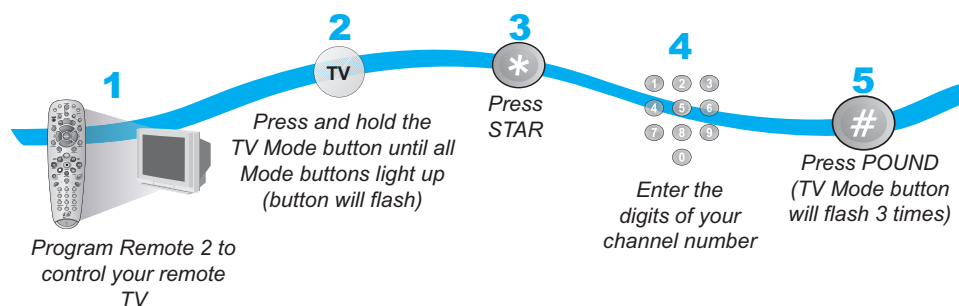 1
Program Remote 2 to
control your remote
TV
2
TV
Press and hold the
TV Mode button until all
Mode buttons light up
(button will flash)
3
*
Press
STAR
4
1 2 3
4 5 6
7 8 9
0
Enter the
digits of your
channel number
5
#
Press POUND
(TV Mode button
will flash 3 times)